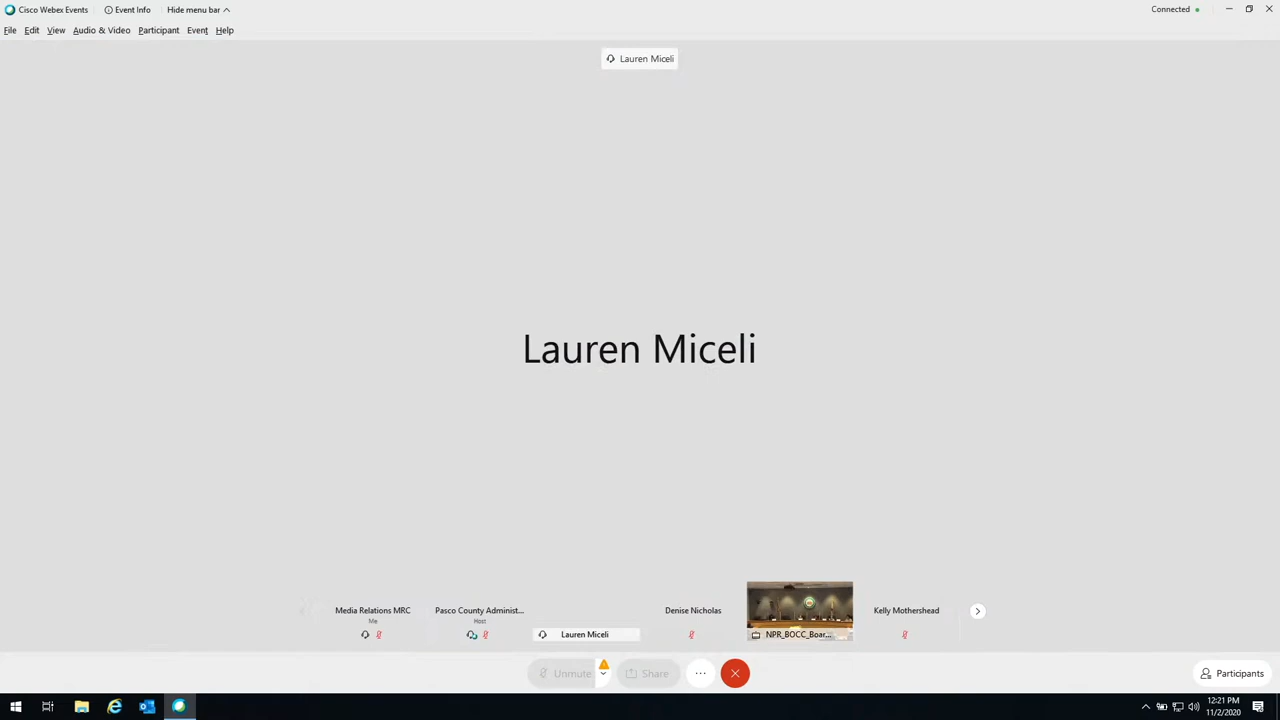 Cisco Webex Events
Event Info
Hide menu bar
Connected
File Edit View Audio & Video Participant Event Help
Lauren Miceli
Lauren Miceli
Media Relations MRC
Me
Pasco County Administ...
Host
Lauren Miceli
Denise Nicholas
NPR_BOCC_Boar...
Kelly Mothershead
Unmute
Share
Participants
12:21 PM
11/2/2020